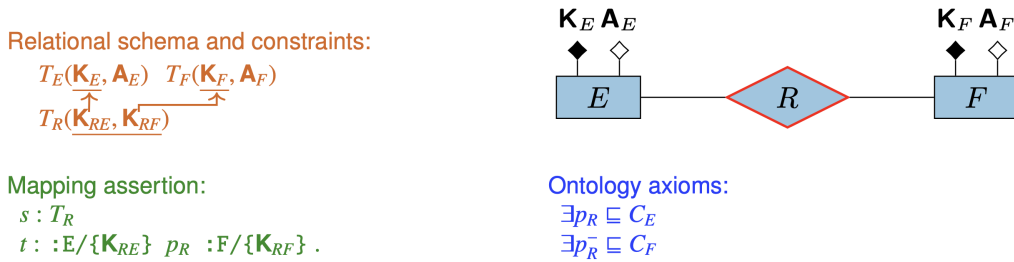 Relational schema and constraints:
T_E(K_E, A_E) T_F(K_F, A_F)
T_R(K_RE, K_RF)
K_E A_E
K_F A_F
E
R
F
Mapping assertion:
s : T_R
t : :E/{K_RE} p_R :F/{K_RF} .
Ontology axioms:
∃p_R ⊑ C_E
∃p_R^- ⊑ C_F